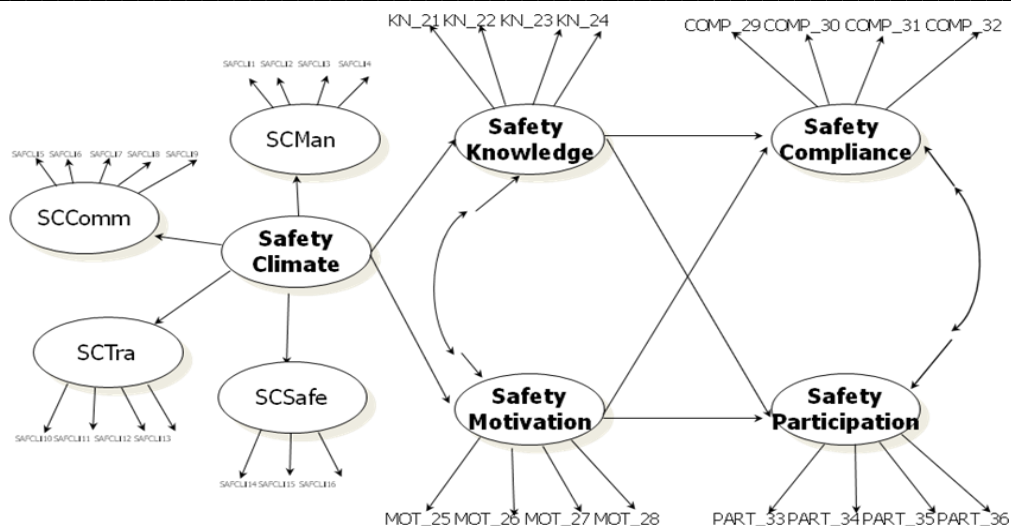 KN_21 KN_22 KN_23 KN_24
COMP_29 COMP_30 COMP_31 COMP_32
SAFCLI1 SAFCLI2 SAFCLI3 SAFCLI4
SCMan
Safety
Knowledge
Safety
Compliance
SAFCLI5 SAFCLI6 SAFCLI7 SAFCLI8 SAFCLI9
SCComm
Safety
Climate
SCTra
SCSafe
Safety
Motivation
Safety
Participation
SAFCLI10 SAFCLI11 SAFCLI12 SAFCLI13
SAFCLI14 SAFCLI15 SAFCLI16
MOT_25 MOT_26 MOT_27 MOT_28
PART_33 PART_34 PART_35 PART_36